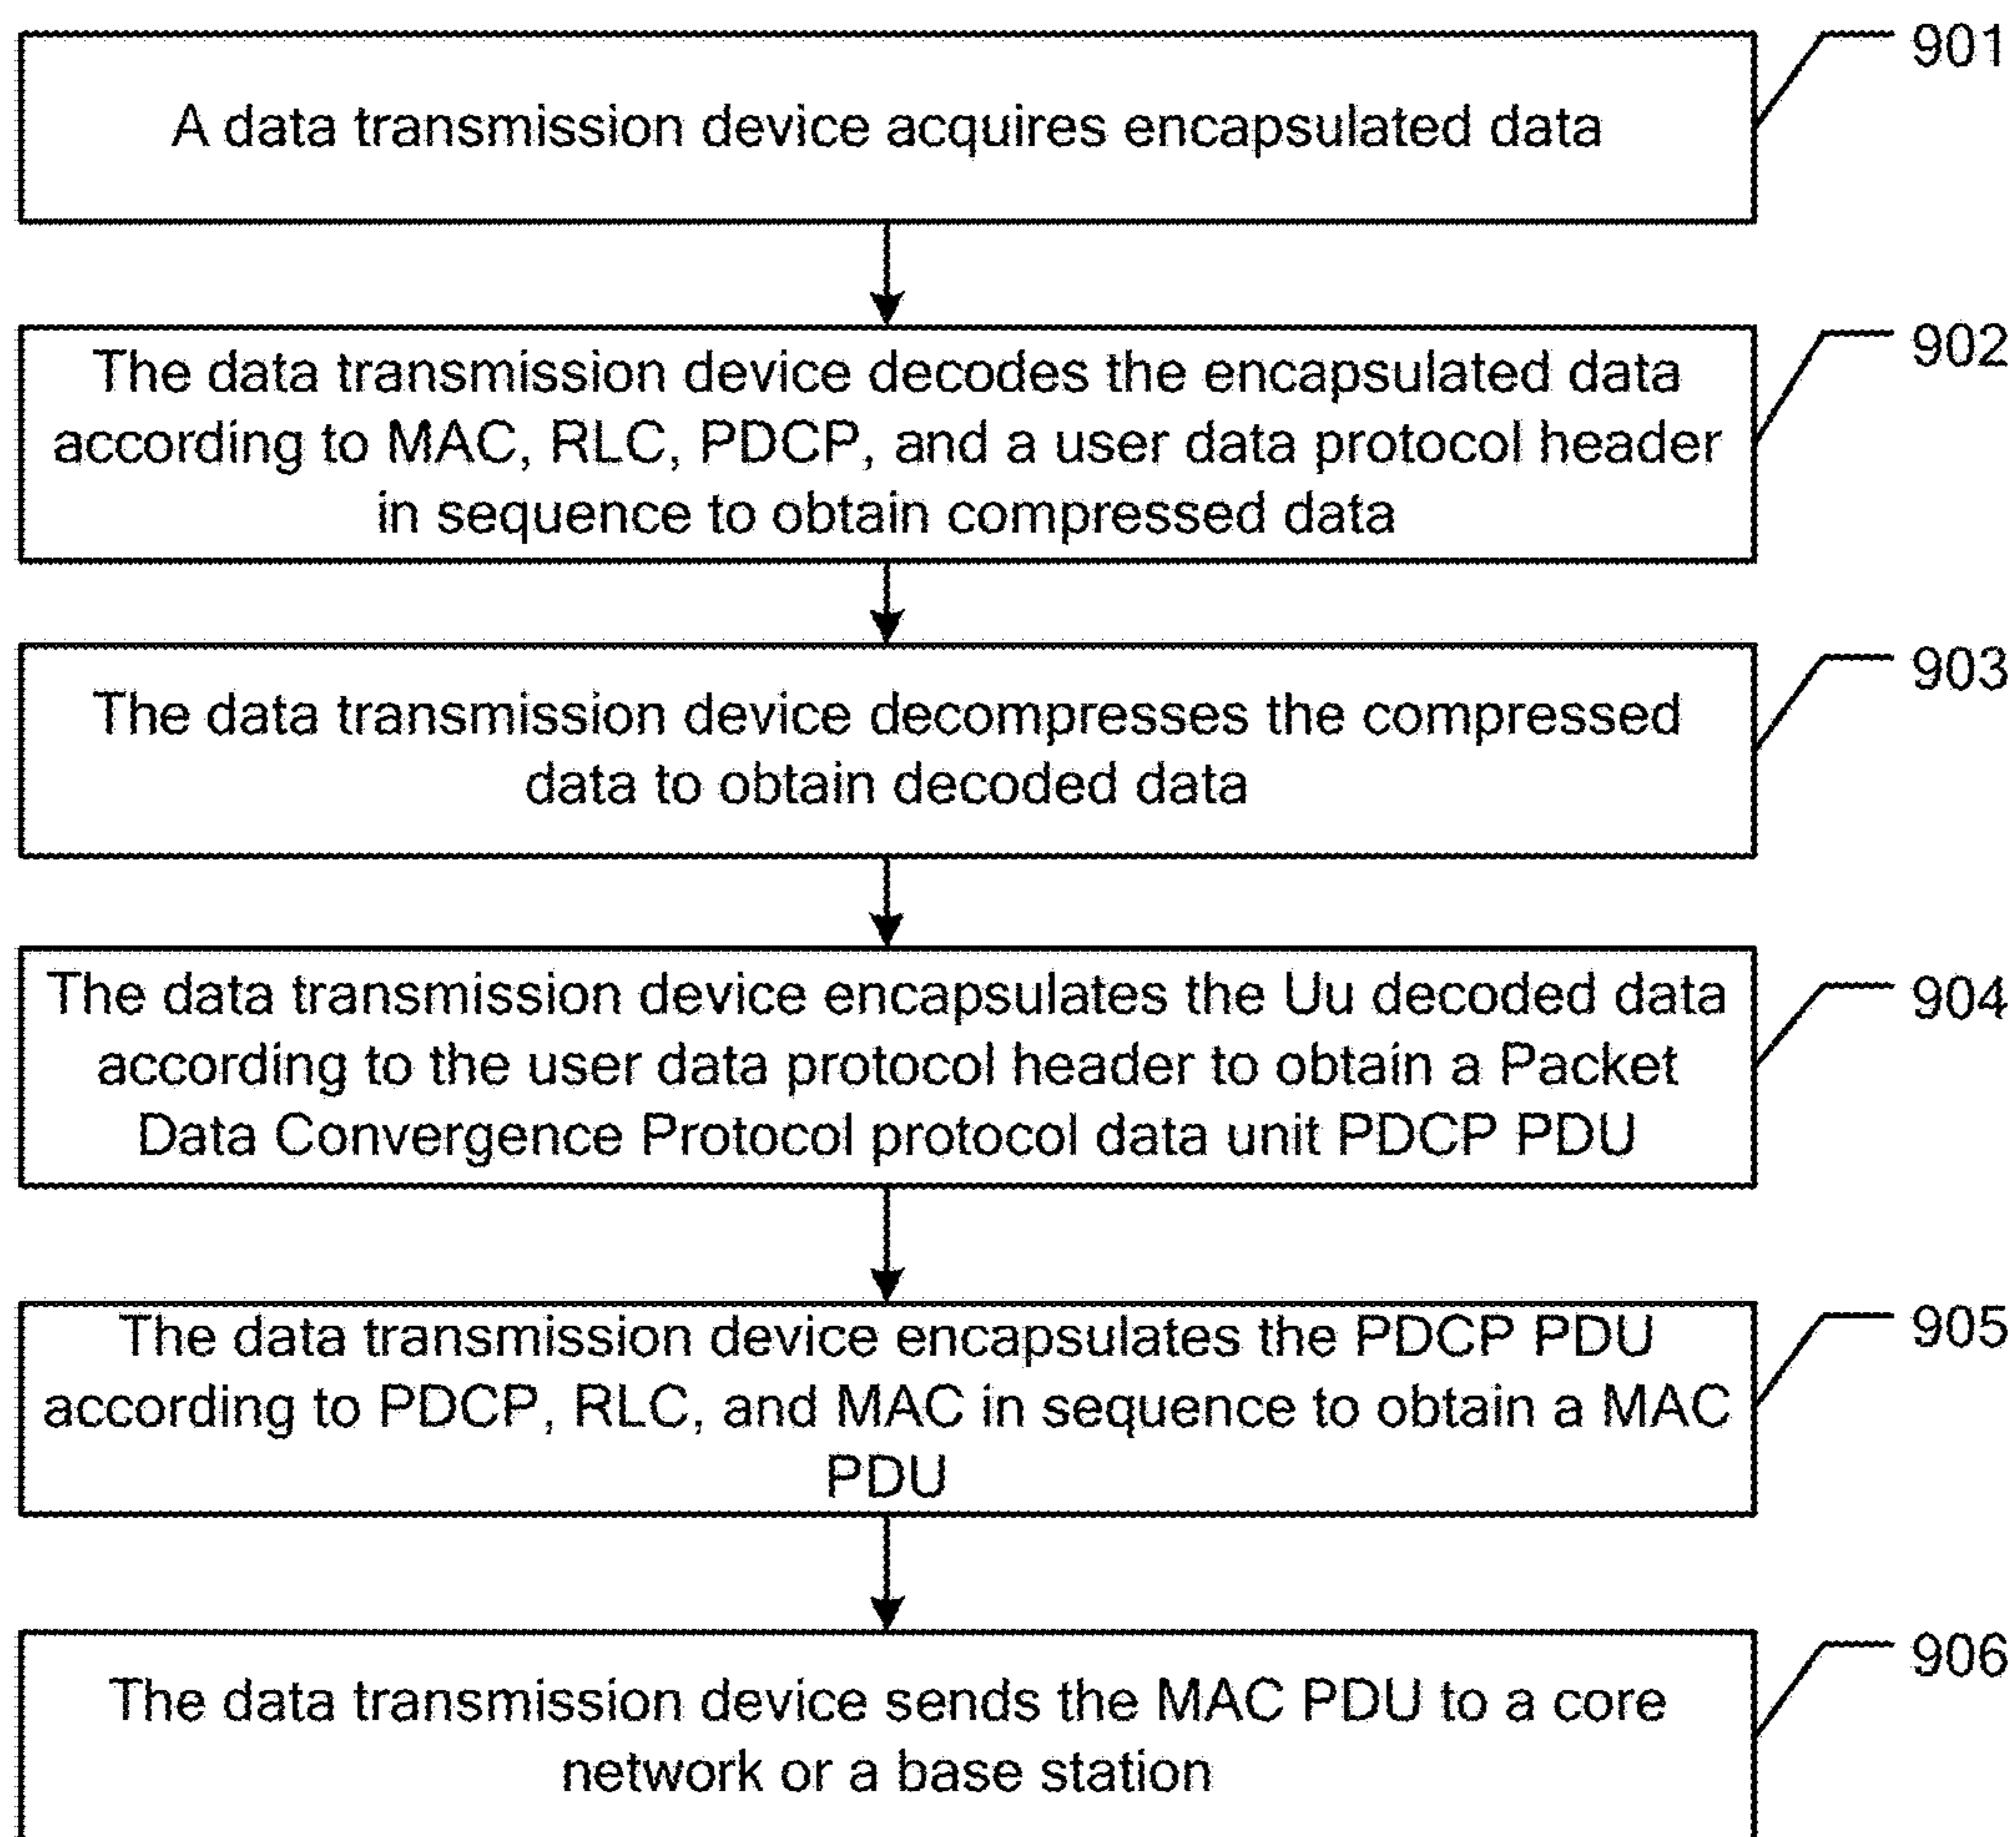 901
A data transmission device acquires encapsulated data
902
The data transmission device decodes the encapsulated data
according to MAC, RLC, PDCP, and a user data protocol header
in sequence to obtain compressed data
903
The data transmission device decompresses the compressed
data to obtain decoded data
904
The data transmission device encapsulates the Uu decoded data
according to the user data protocol header to obtain a Packet
Data Convergence Protocol protocol data unit PDCP PDU
905
The data transmission device encapsulates the PDCP PDU
according to PDCP, RLC, and MAC in sequence to obtain a MAC
PDU
906
The data transmission device sends the MAC PDU to a core
network or a base station